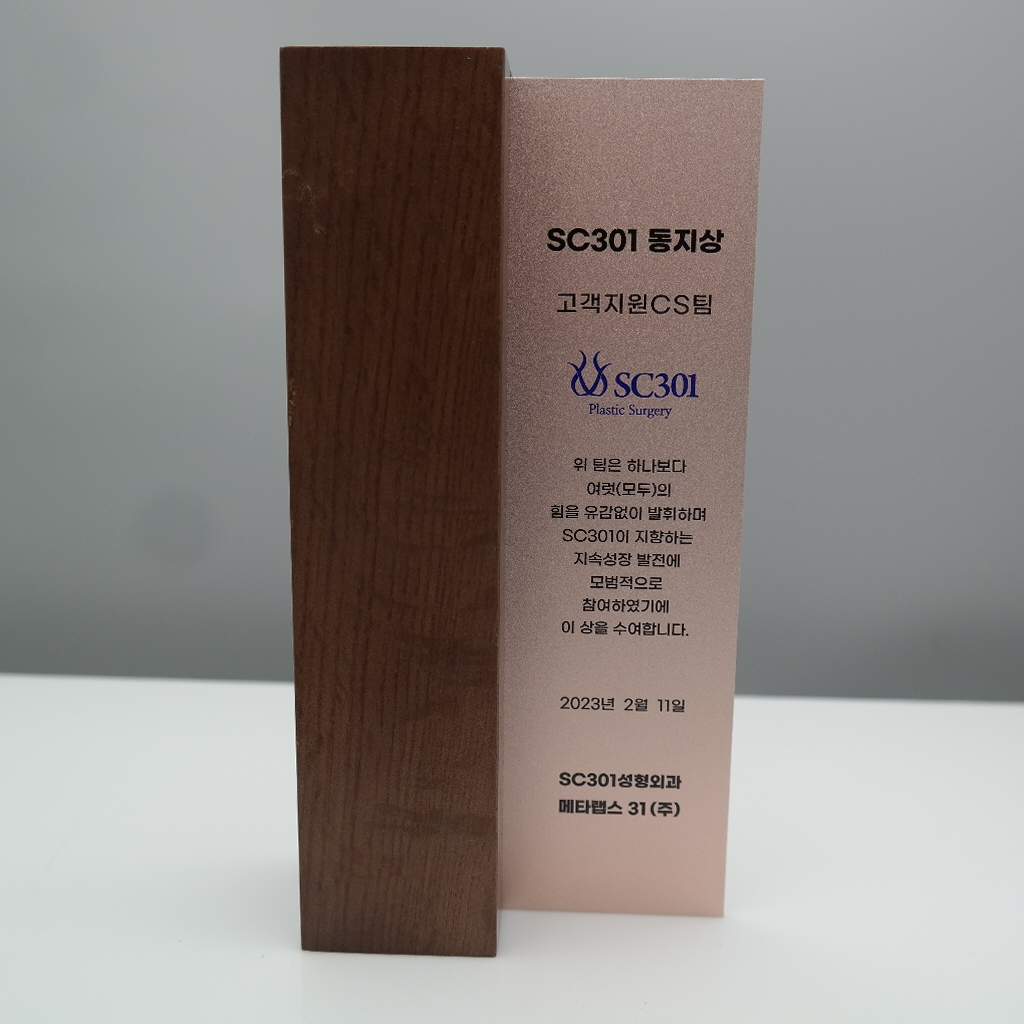 SC301 동지상
고객지원CS팀
SC301
Plastic Surgery
위 팀은 하나보다
여럿(모두)의
힘을 유감없이 발휘하며
SC301이 지향하는
지속성장 발전에
모범적으로
참여하였기에
이 상을 수여합니다.
2023년 2월 11일
SC301성형외과
메타랩스 31(주)